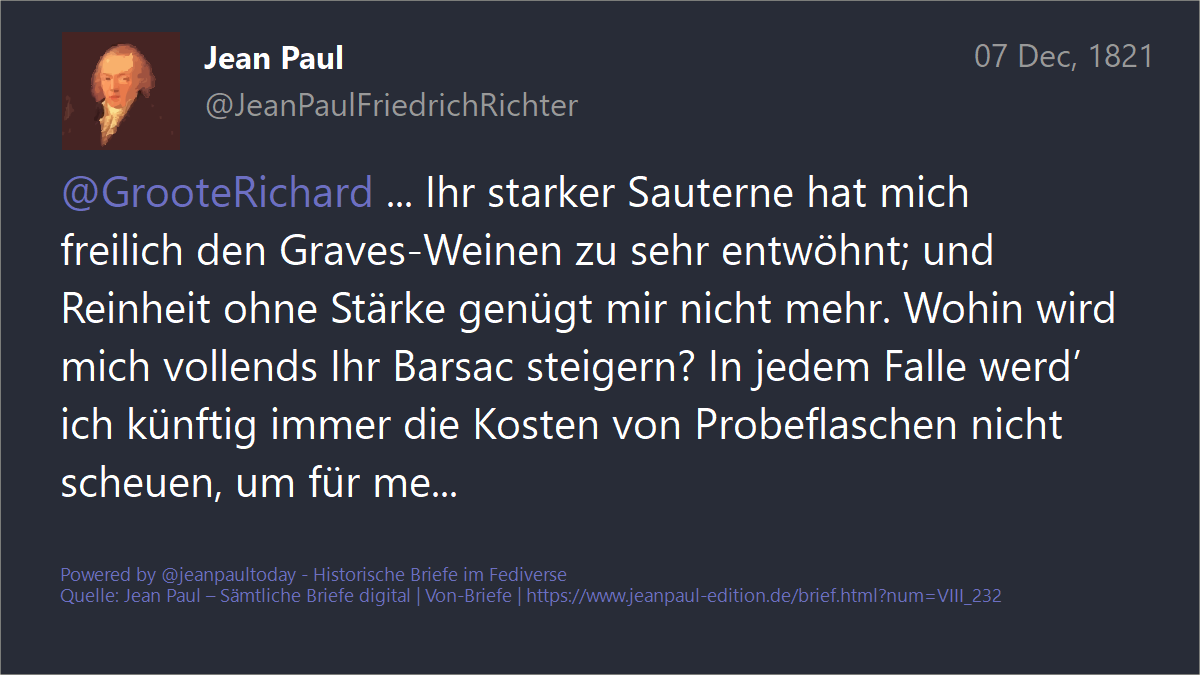 Jean Paul
07 Dec, 1821
@JeanPaulFriedrichRichter
@GrooteRichard ... Ihr starker Sauterne hat mich
freilich den Graves-Weinen zu sehr entwöhnt; und
Reinheit ohne Stärke genügt mir nicht mehr. Wohin wird
mich vollends Ihr Barsac steigern? In jedem Falle werd’
ich künftig immer die Kosten von Probeflaschen nicht
scheuen, um für me...
Powered by @jeanpaultoday - Historische Briefe im Fediverse
Quelle: Jean Paul – Sämtliche Briefe digital | Von-Briefe | https://www.jeanpaul-edition.de/brief.html?num=VIII_232